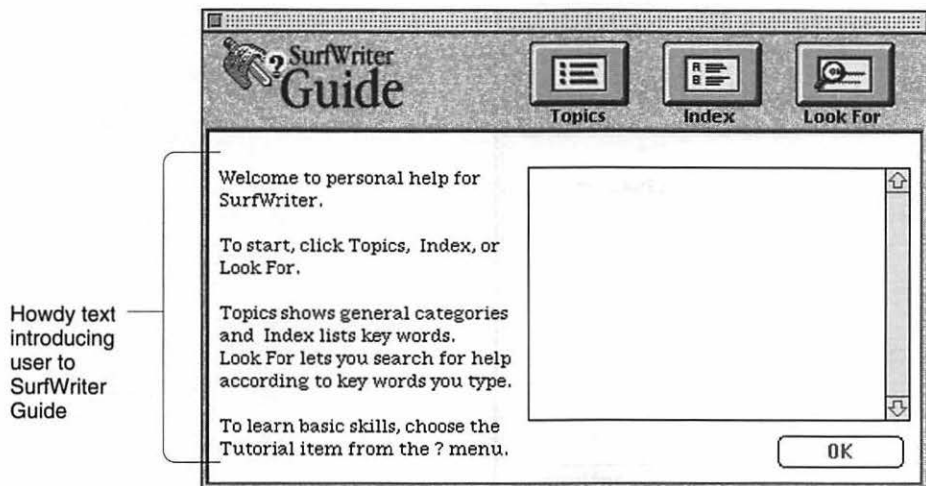 ?
SurfWriter
Guide
Topics
A
B
Index
Look For
Welcome to personal help for
SurfWriter.
To start, click Topics, Index, or
Look For.
Topics shows general categories
and Index lists key words.
Look For lets you search for help
according to key words you type.
To learn basic skills, choose the
Tutorial item from the ? menu.
OK
Howdy text
introducing
user to
SurfWriter
Guide